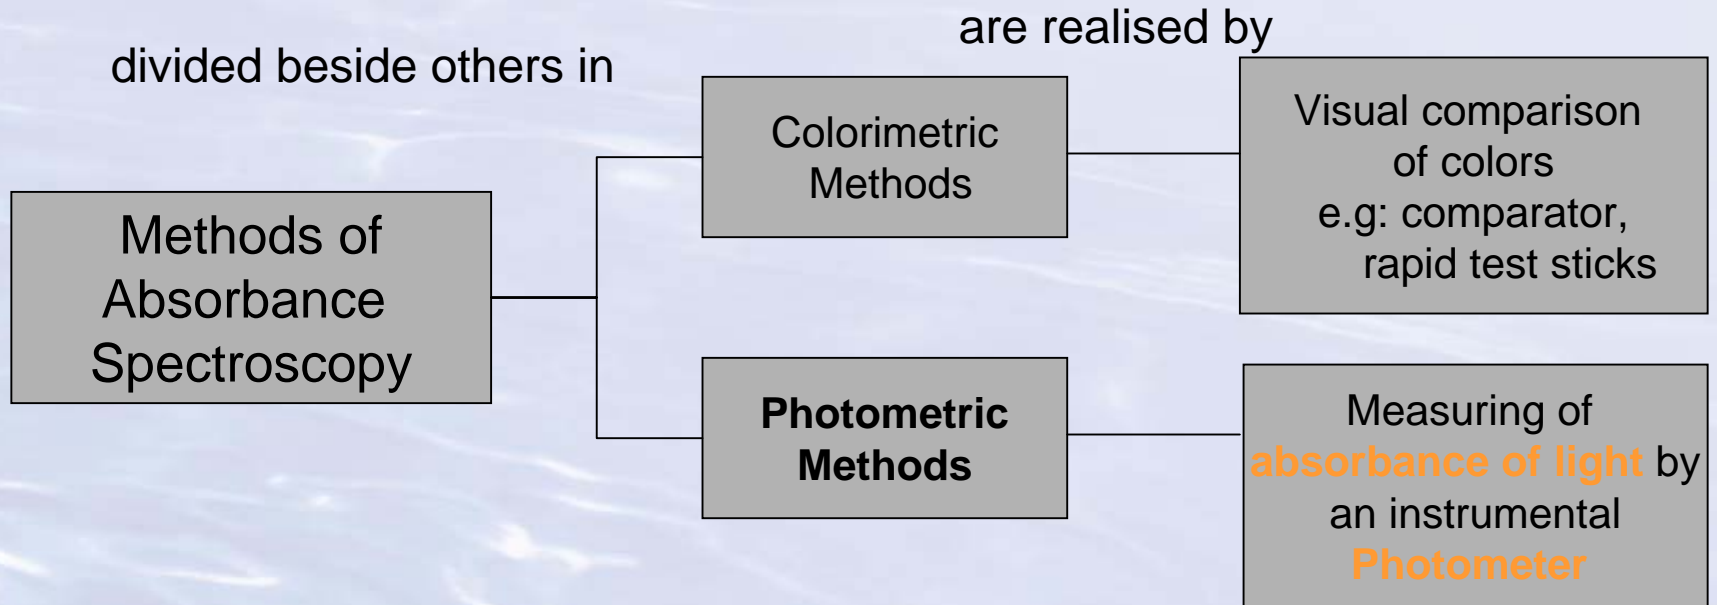 are realised by
divided beside others in
Methods of
Absorbance
Spectroscopy
Colorimetric
Methods
Visual comparison
of colors
e.g: comparator,
rapid test sticks
Photometric
Methods
Measuring of
absorbance of light by
an instrumental
Photometer